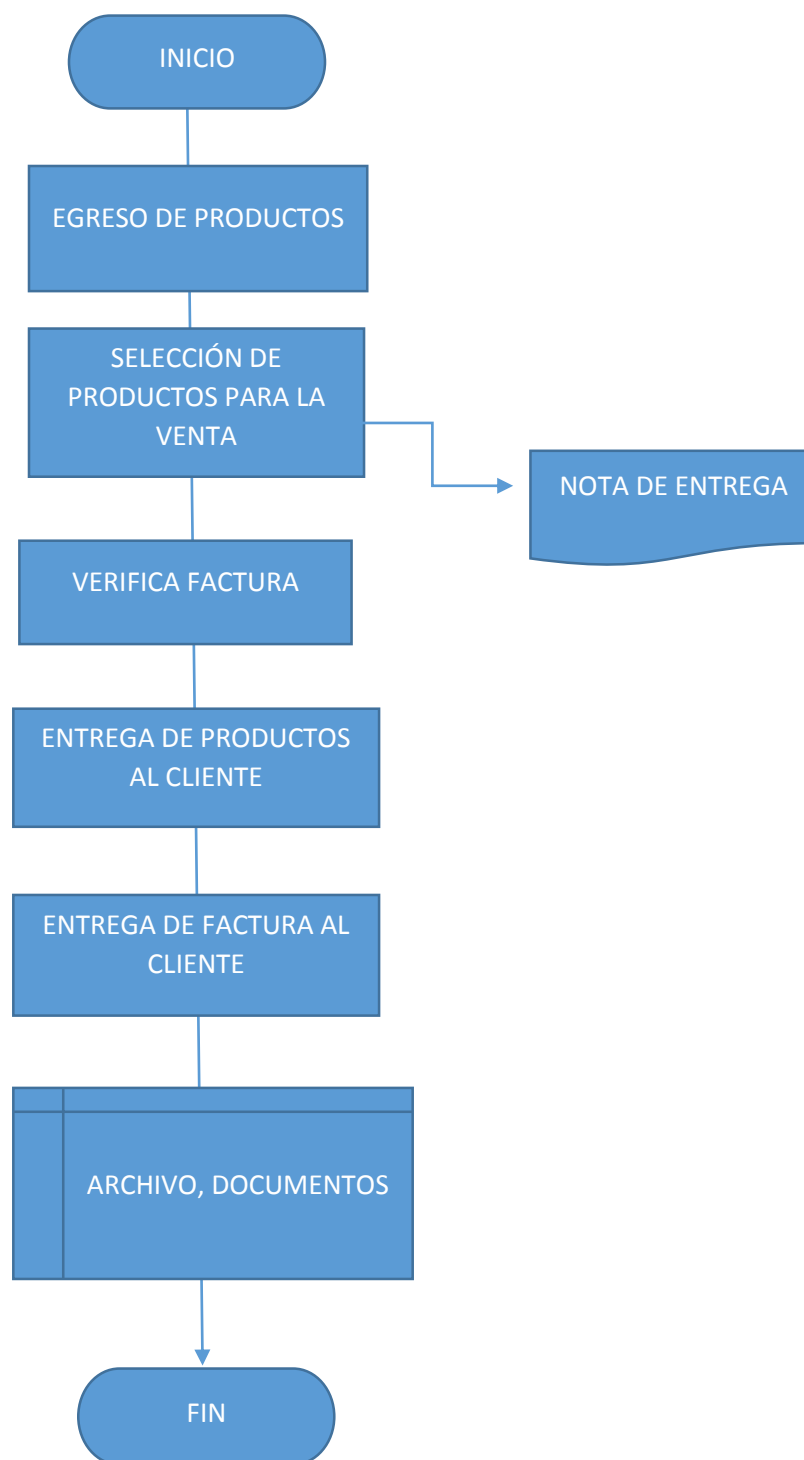 INICIO
EGRESO DE PRODUCTOS
SELECCIÓN DE
PRODUCTOS PARA LA
VENTA
NOTA DE ENTREGA
VERIFICA FACTURA
ENTREGA DE PRODUCTOS
AL CLIENTE
ENTREGA DE FACTURA AL
CLIENTE
ARCHIVO, DOCUMENTOS
FIN